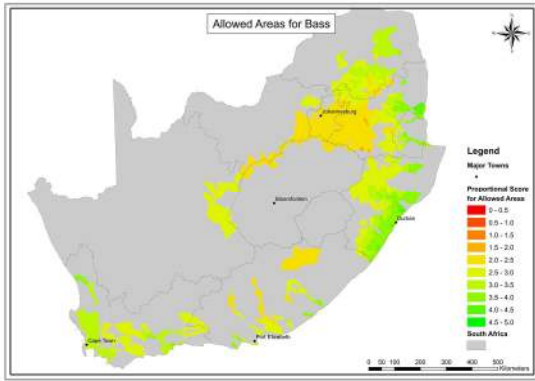 Allowed Areas for Bass
N
Johannesburg
Bloemfontein
Durban
Cape Town
Port Elizabeth
Legend
Major Towns
Proportional Score
for Allowed Areas
0 - 0.5
0.5 - 1.0
1.0 - 1.5
1.5 - 2.0
2.0 - 2.5
2.5 - 3.0
3.0 - 3.5
3.5 - 4.0
4.0 - 4.5
4.5 - 5.0
South Africa
0 50 100 200 300 400 500
Kilometers